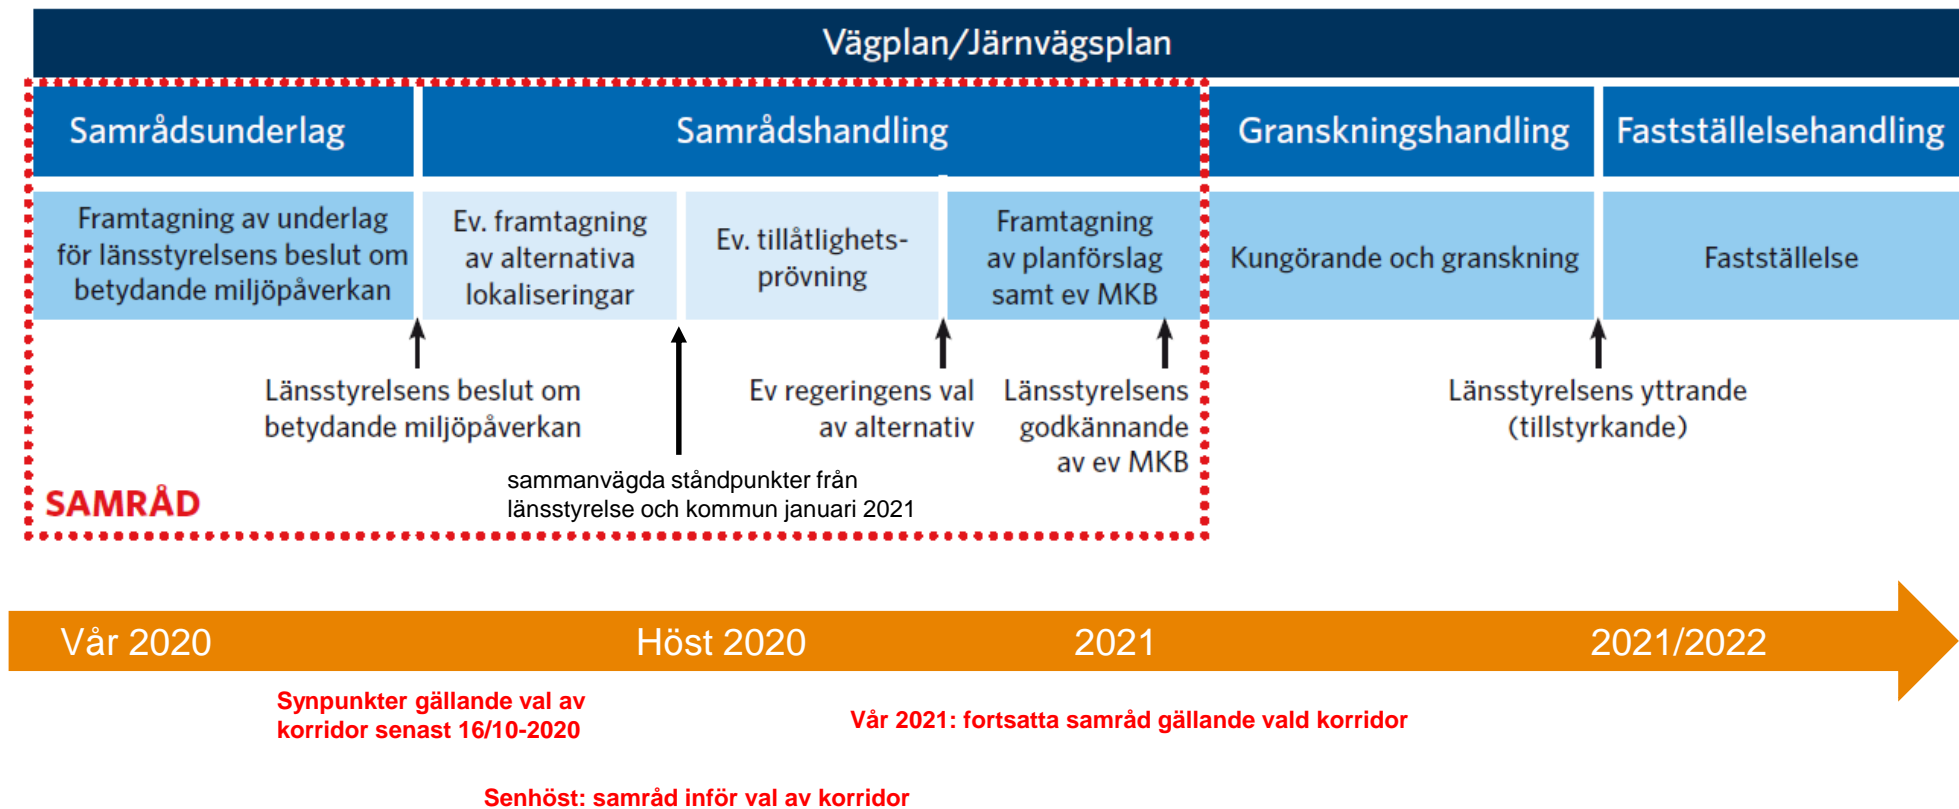 Vägplan/Järnvägsplan
Samrådsunderlag
Samrådshandling
Granskningshandling
Fastställelsehandling
Framtagning av underlag
för länsstyrelsens beslut om
betydande miljöpåverkan
Ev. framtagning
av alternativa
lokaliseringar
Ev. tillåtlighets-
prövning
Framtagning
av planförslag
samt ev MKB
Kungörande och granskning
Fastställelse
Länsstyrelsens beslut om
betydande miljöpåverkan
Ev regeringens val
av alternativ
Länsstyrelsens
godkännande
av ev MKB
Länsstyrelsens yttrande
(tillstyrkande)
sammanvägda ståndpunkter från
länsstyrelse och kommun januari 2021
SAMRÅD
Vår 2020
Höst 2020
2021
2021/2022
Synpunkter gällande val av
korridor senast 16/10-2020
Vår 2021: fortsatta samråd gällande vald korridor
Senhöst: samråd inför val av korridor